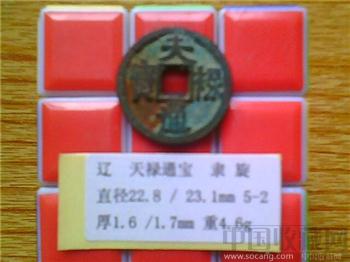 天禄通寳
辽 天禄通宝 隶 旋
直径22.8 / 23.1mm 5-2
厚1.6 /1.7mm 重4.6g
中国收藏网
www.socang.com